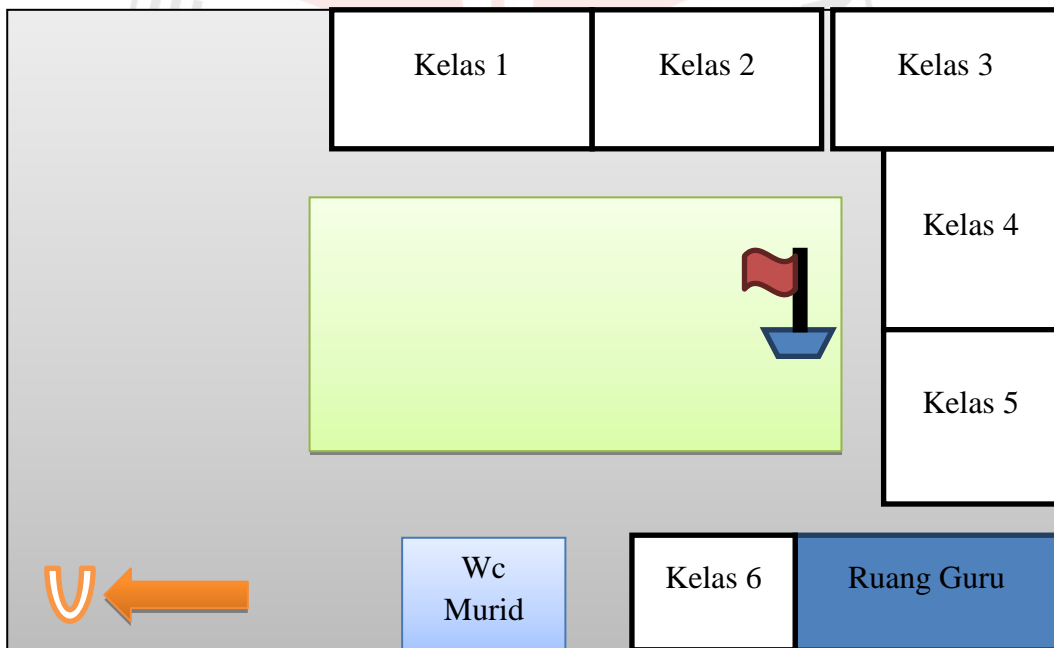 Kelas 1
Kelas 2
Kelas 3
Kelas 4
Kelas 5
Wc
Murid
Kelas 6
Ruang Guru
U